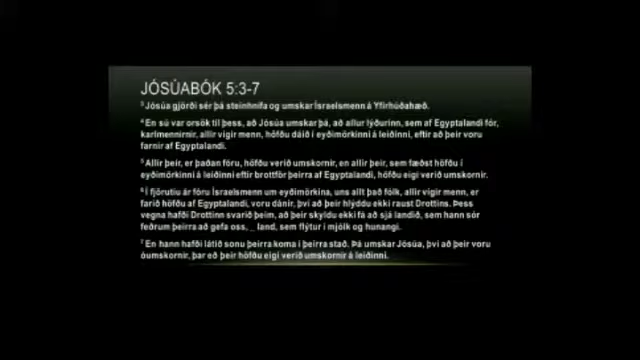 JÓSÚABÓK 5:3-7
³ Jósúa gjörði sér þá steinhnífa og umskar Ísraelsmenn á Yfirhúðahæð.
⁴ En sú var orsök til þess, að Jósúa umskar þá, að allur lýðurinn, sem af Egyptalandi fór,
karlmennirnir, allir vígir menn, höfðu dáið í eyðimörkinni á leiðinni, eftir að þeir voru
farnir af Egyptalandi.
⁵ Allir þeir, er þaðan fóru, höfðu verið umskornir, en allir þeir, sem fæðst höfðu í
eyðimörkinni á leiðinni eftir brottför þeirra af Egyptalandi, höfðu eigi verið umskornir.
⁶ Í fjörutíu ár fóru Ísraelsmenn um eyðimörkina, uns allt það fólk, allir vígir menn, er
farið höfðu af Egyptalandi, voru dánir, því að þeir hlýddu ekki raust Drottins. Þess
vegna hafði Drottinn svarið þeim, að þeir skyldu ekki fá að sjá landið, sem hann sór
feðrum þeirra að gefa oss, _ land, sem flýtur í mjólk og hunangi.
⁷ En hann hafði látið sonu þeirra koma í þeirra stað. Þá umskar Jósúa, því að þeir voru
óumskornir, þar eð þeir höfðu eigi verið umskornir á leiðinni.